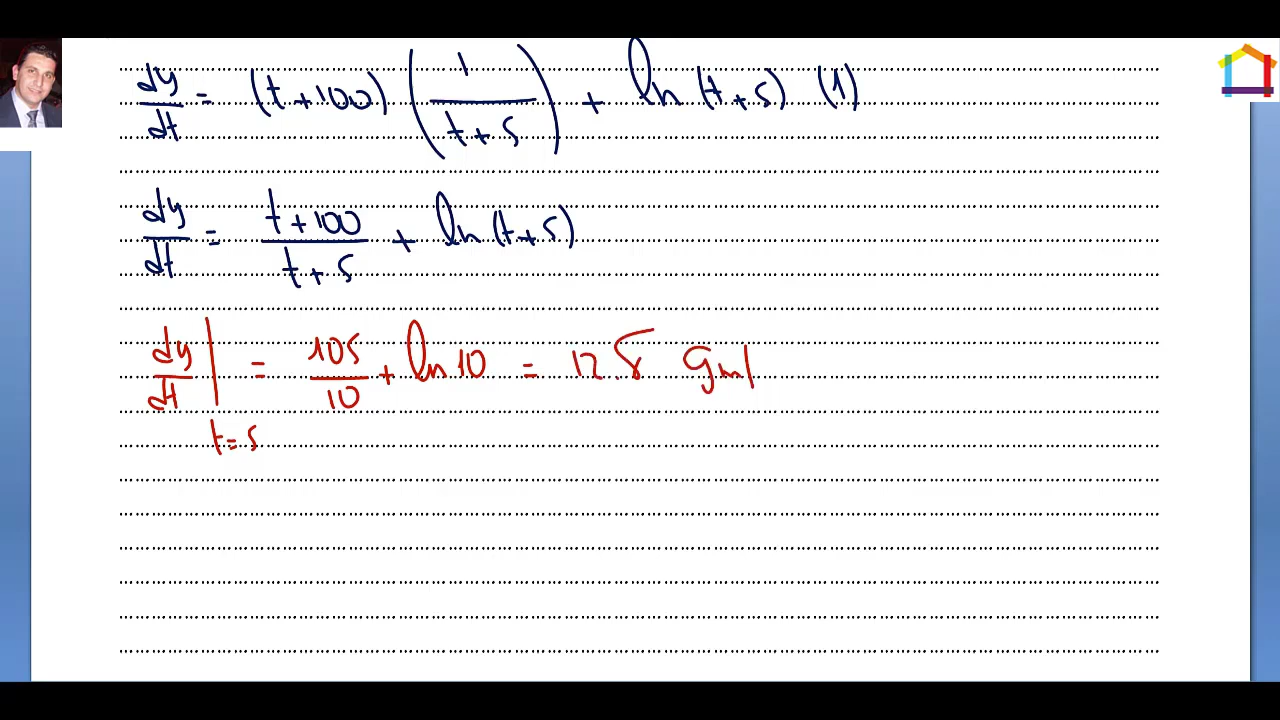 dy/dt = (t+100) (1/(t+5)) + ln(t+5) (1)
dy/dt = (t+100)/(t+5) + ln(t+5)
dy/dt |t=5 = 105/10 + ln 10 = 12.8 gm/